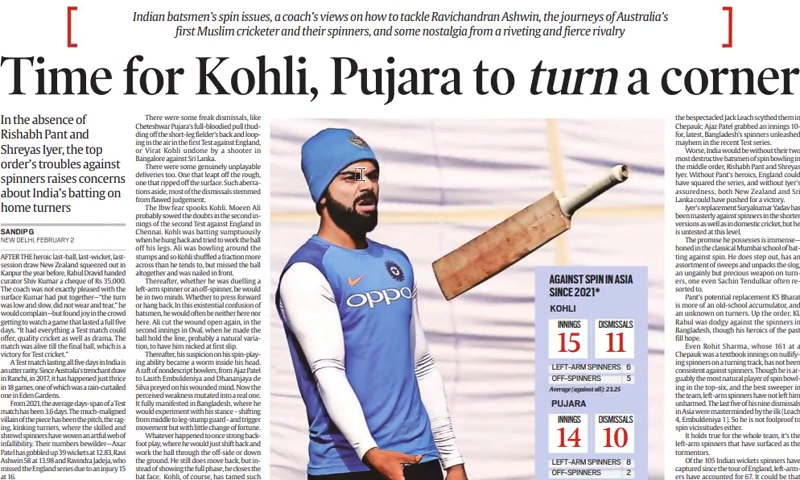 Indian batsmen's spin issues, a coach's views on how to tackle Ravichandran Ashwin, the journeys of Australia's
first Muslim cricketer and their spinners, and some nostalgia from a riveting and fierce rivalry
Time for Kohli, Pujara to turn a corner
In the absence of
Rishabh Pant and
Shreyas Iyer, the top
order's troubles against
spinners raises concerns
about India's batting on
home turners
SANDIP G
NEW DELHI, FEBRUARY 2
AFTER THE heroic last-ball, last-wicket, last-
session draw New Zealand squeezed out in
Kanpur the year before, Rahul Dravid handed
curator Shiv Kumar a cheque of Rs 35,000.
The coach was not exactly pleased with the
surface Kumar had put together—"the turn
was low and slow, did not wear and tear," he
would complain—but found joy in the crowd
getting to watch a game that lasted a full five
days. "It had everything a Test match could
offer, quality cricket as well as drama. The
match was alive till the final ball, which is a
victory for Test cricket."
A Test match lasting all five days in India is
an utter rarity. Since Australia's trenchant draw
in Ranchi, in 2017, it has happened just thrice
in 18 games, one of which was a rain-curtailed
one in Eden Gardens.
From 2021, the average days-span of a Test
match has been 3.6 days. The much-maligned
villain of the piece has been the pitch, the rag-
ing, kinking, turners, where the skilled and
shrewd spinners have woven an artful web of
infallibility. Their numbers bewilder—Axar
Patel has gobbled up 39 wickets at 12.83, Ravi
Ashwin 58 at 13.98 and Ravindra Jadeja, who
missed the England series due to an injury 15
at 16.
There were some freak dismissals, like
Cheteshwar Pujara's full-bloodied pull thud-
ding off the short-leg fielder's back and loop-
ing in the air in the first Test against England,
or Virat Kohli undone by a shooter in
Bangalore against Sri Lanka.
There were some genuinely unplayable
deliveries too. One that leapt off the rough,
one that ripped off the surface. Such aberra-
tions aside, most of the dismissals stemmed
from flawed judgement.
The low fear spooks Kohli. Moeen Ali
probably sowed the doubts in the second in-
nings of the second Test against England in
Chennai. Kohli was batting sumptuously
when he hung back and tried to work the ball
off his legs. Ali was bowling around the
stumps and so Kohli shuffled a fraction more
across than he tends to, but missed the ball
altogether and was nailed in front.
Thereafter, whether he was duelling a
left-arm spinner or an off-spinner, he would
be in two minds. Whether to press forward
or hang back. In this existential confusion of
batsmen, he would often be neither here nor
there. Ali cut the wound open again, in the
second innings in Oval, when he made the
ball hold the line, probably a natural varia-
tion, to have him nicked at first slip.
Thereafter, his suspicion on his spin-play-
ing ability became a worm inside his head.
A raft of nondescript bowlers, from Ajaz Patel
to Lasith Embuldeniya and Dhananjaya de
Silva preyed on his wounded mind. Now the
perceived weakness mutated into a real one.
It fully manifested in Bangladesh, where he
would experiment with his stance - shifting
from middle to leg-stump guard - and trigger
movement but with little change of fortune.
Whatever happened to once strong back-
foot play, where he would just shift back and
work the ball through the off-side or down
the ground. He still does move back, but in-
stead of showing the full phase, he closes the
bat face. Kohli, of course, has tamed such
oppo
AGAINST SPIN IN ASIA
SINCE 2021*
KOHLI
INNINGS DISMISSALS
15 11
LEFT-ARM SPINNERS 6
OFF-SPINNERS 5
Average (against all): 23.25
PUJARA
INNINGS DISMISSALS
14 10
LEFT-ARM SPINNERS 8
OFF-SPINNERS 2
the bespectacled Jack Leach scythed them in
Chepauk; Ajaz Patel grabbed an innings 10-
for, latest, Bangladesh's spinners unleashed
mayhem in the recent Test series.
Worse, India would be without their two
most destructive batsmen of spin bowling in
the middle order, Rishabh Pant and Shreyas
Iyer. Without Pant's heroics, England could
have squared the series, and without Iyer's
assuredness, both New Zealand and Sri
Lanka could have pushed for a victory.
Iyer's replacement Suryakumar Yadav has
been masterly against spinners in the shorter
versions as well as in domestic cricket, but he
is untested at this level.
The promise he possesses is immense—
honed in the classical Mumbai school of bat-
ting against spin. He does step out, has an
assortment of sweeps and unpacks the slog,
an ungainly but precious weapon on turn-
ers, one even Sachin Tendulkar often re-
sorted to.
Pant's potential replacement KS Bharat
is more of an old-school accumulator, and
an unknown on turners. Up the order, KL
Rahul was dodgy against the spinners in
Bangladesh, though his heroics of the past
fill hope.
Even Rohit Sharma, whose 161 at a
Chepauk was a textbook innings on nullify-
ing spinners on a turning track, has not been
consistent against spinners. Though he is ar-
guably the most natural player of spin bowl-
ing in the top-six, and the best sweeper in
the team, left-arm spinners have not left him
unharmed. The last five of his nine dismissals
in Asia were masterminded by the ilk (Leach
4, Embuldeniya 1). So he is not foolproof to
spin vicissitudes either.
It holds true for the whole team, it's the
left-arm spinners that have surfaced as the
tormentors.
Of the 105 Indian wickets spinners have
captured since the tour of England, left-arm-
ers have accounted for 67. It could be that